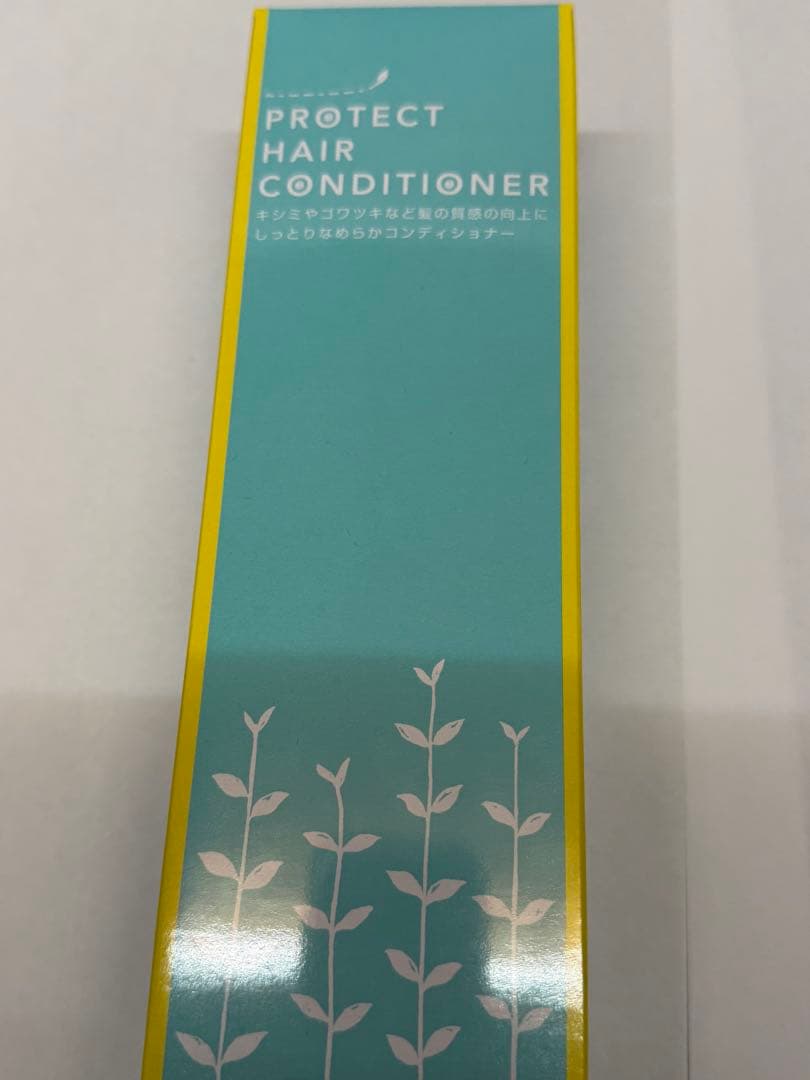 PROTECT
HAIR
CONDITIONER
キシミやゴワツキなど髪の質感の向上に
しっとりなめらかコンディショナー